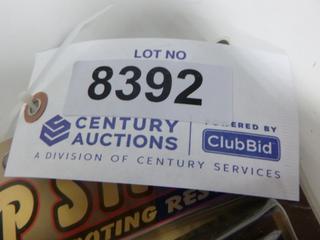 LOT NO
8392
CENTURY
AUCTIONS
POWERED BY
ClubBid
A DIVISION OF CENTURY SERVICES